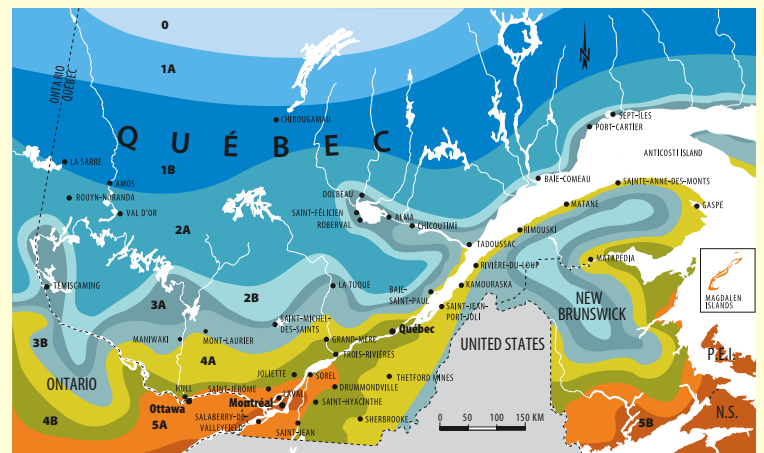 0
1A
ONTARIO
QUÉBEC
CHIBOUGAMAU
SEPT-ÎLES
PORT-CARTIER
N
QUÉBEC
ANTICOSTI ISLAND
LA SARRE
1B
AMOS
BAIE-COMEAU
SAINTE-ANNE-DES-MONTS
ROUYN-NORANDA
DOLBEAU
MATANE
GASPÉ
VAL D'OR
SAINT-FÉLICIEN
ALMA
ROBERVAL
CHICOUTIMI
2A
RIMOUSKI
TADOUSSAC
MATAPÉDIA
RIVIÈRE-DU-LOUP
TÉMISCAMING
LA TUQUE
BAIE-
SAINT-PAUL
KAMOURASKA
3A
2B
SAINT-JEAN-
PORT-JOLI
NEW
BRUNSWICK
MAGDALEN
ISLANDS
SAINT-MICHEL-
DES-SAINTS
Québec
MANIWAKI
MONT-LAURIER
GRAND-MÈRE
3B
UNITED STATES
TROIS-RIVIÈRES
P.E.I.
4A
JOLIETTE
SOREL
THETFORD MINES
ONTARIO
HULL
SAINT-JÉRÔME
DRUMMONDVILLE
LAVAL
Ottawa
Montréal
SAINT-HYACINTHE
N.S.
4B
5A
SALABERRY-DE-
VALLEYFIELD
SAINT-JEAN
SHERBROOKE
0 50 100 150 KM
5B